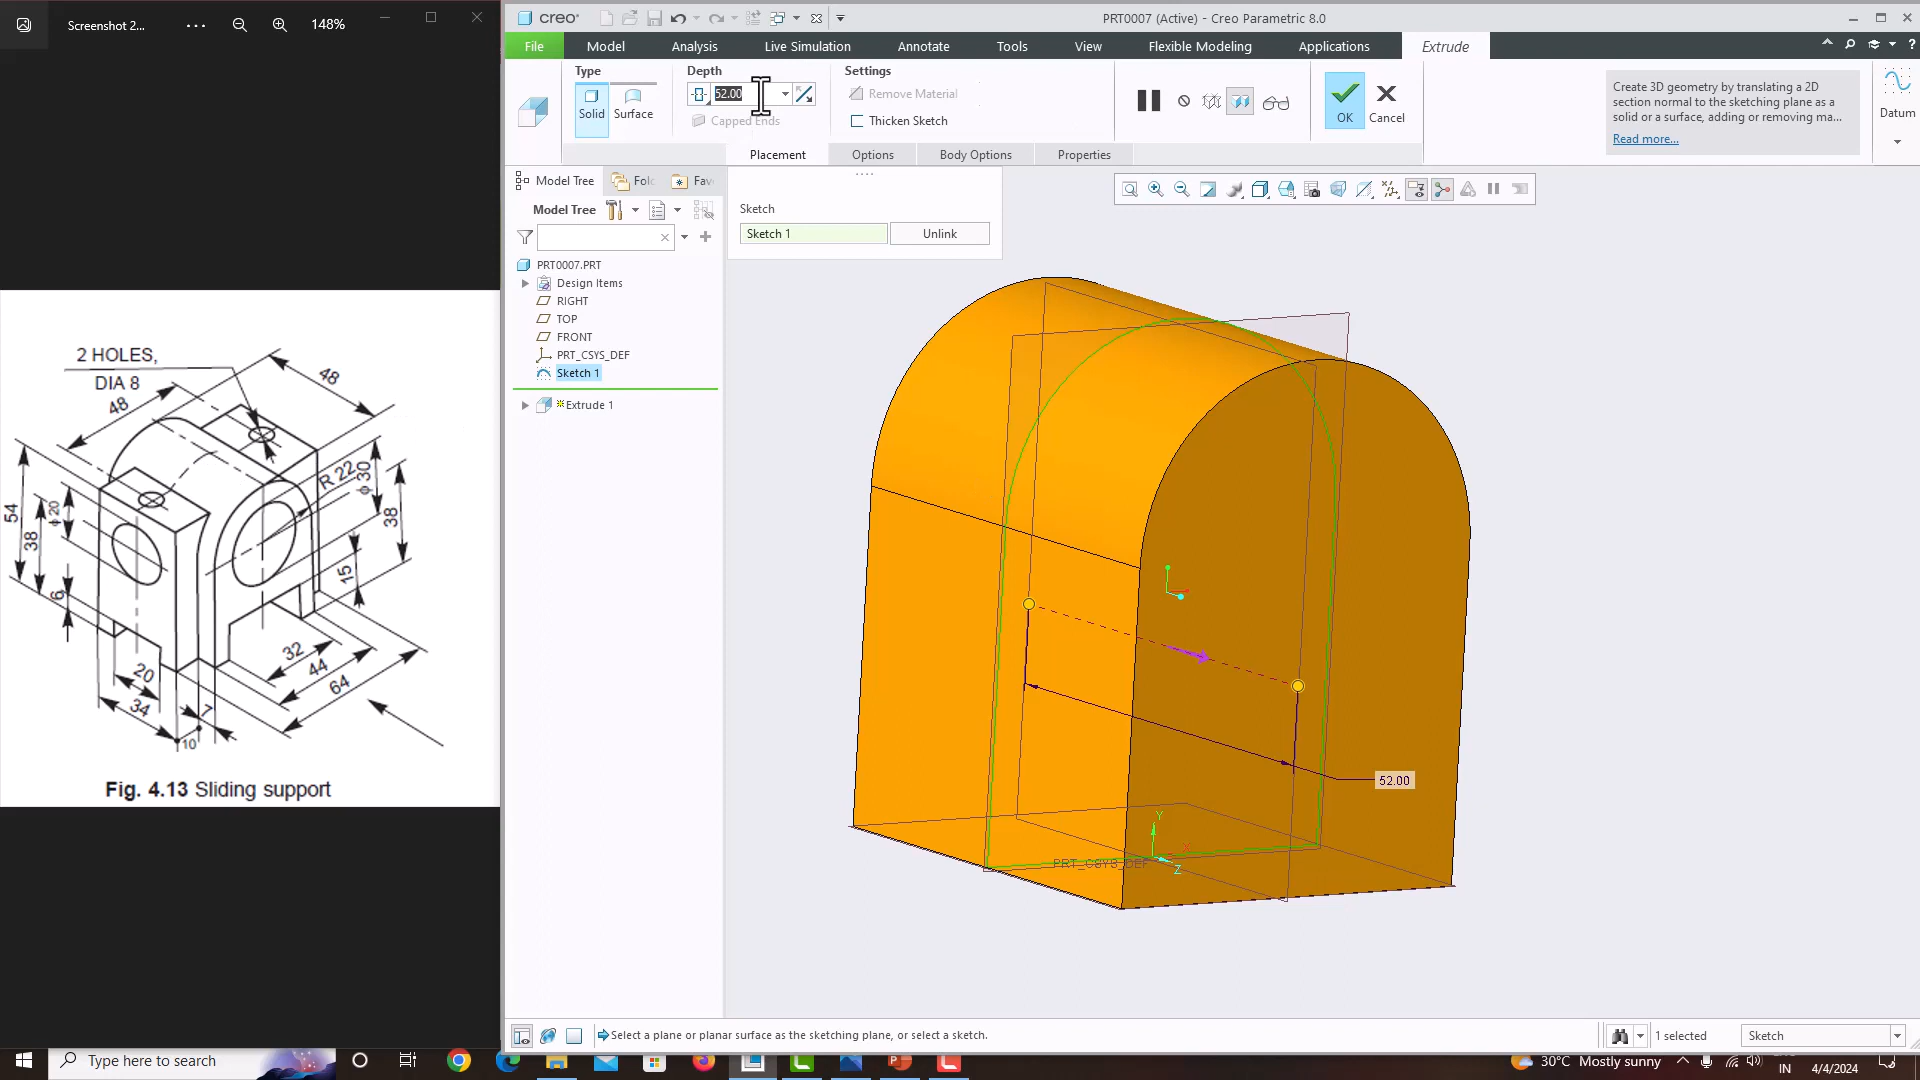 Screenshot 2... ··· 148%
creo PRT0007 (Active) - Creo Parametric 8.0
File Model Analysis Live Simulation Annotate Tools View Flexible Modeling Applications Extrude
Type Depth Settings
52.00 Remove Material
Solid Surface Capped Ends Thicken Sketch
OK Cancel
Create 3D geometry by translating a 2D
section normal to the sketching plane as a
solid or a surface, adding or removing ma...
Read more...
Datum
Placement Options Body Options Properties
Model Tree Fol Fav
Model Tree
Sketch
Sketch 1 Unlink
PRT0007.PRT
Design Items
RIGHT
TOP
FRONT
PRT_CSYS_DEF
Sketch 1
Extrude 1
2 HOLES,
DIA 8
48
48
R 22
ϕ 30
38
15
54
38
ϕ 20
6
20
34
10
7
32
44
64
Fig. 4.13 Sliding support
52.00
PRT_CSYS_DEF
Y
X
Z
Select a plane or planar surface as the sketching plane, or select a sketch.
1 selected Sketch
Type here to search
30°C Mostly sunny
IN 4/4/2024